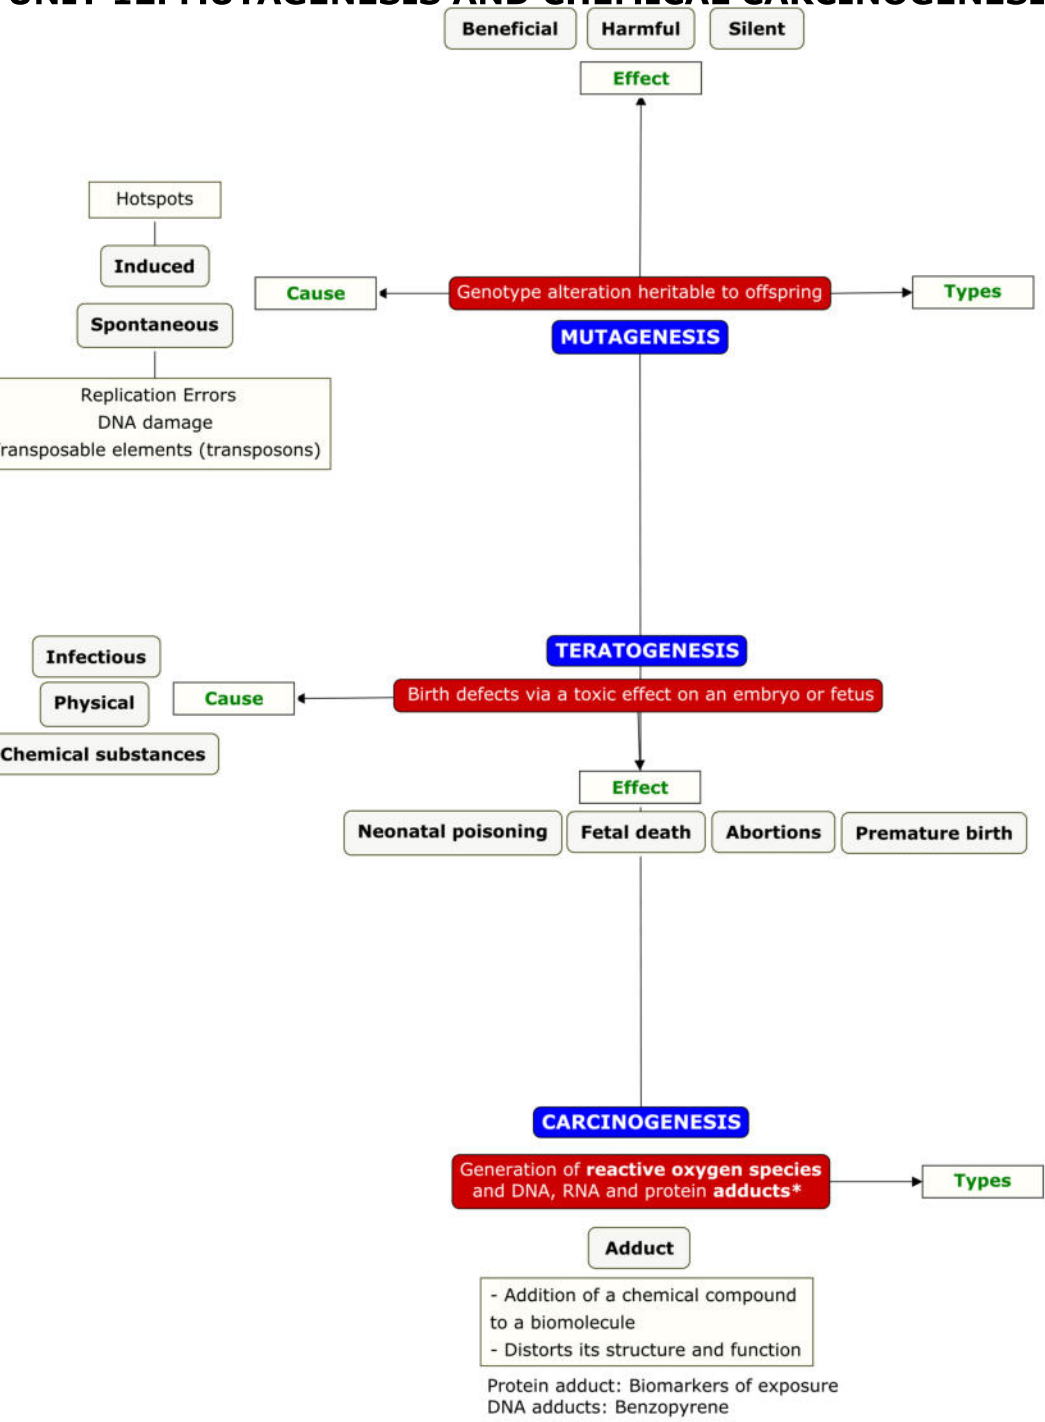 Beneficial Harmful Silent
Effect
Hotspots
Induced
Cause
Genotype alteration heritable to offspring
Types
Spontaneous
MUTAGENESIS
Replication Errors
DNA damage
elements (transposons)
TERATOGENESIS
Infectious
Physical
Cause
Birth defects via a toxic effect on an embryo or fetus
Chemical substances
Effect
Neonatal poisoning Fetal death Abortions Premature birth
CARCINOGENESIS
Generation of reactive oxygen species
and DNA, RNA and protein adducts*
Types
Adduct
- Addition of a chemical compound
to a biomolecule
- Distorts its structure and function
Protein adduct: Biomarkers of exposure
DNA adducts: Benzopyrene